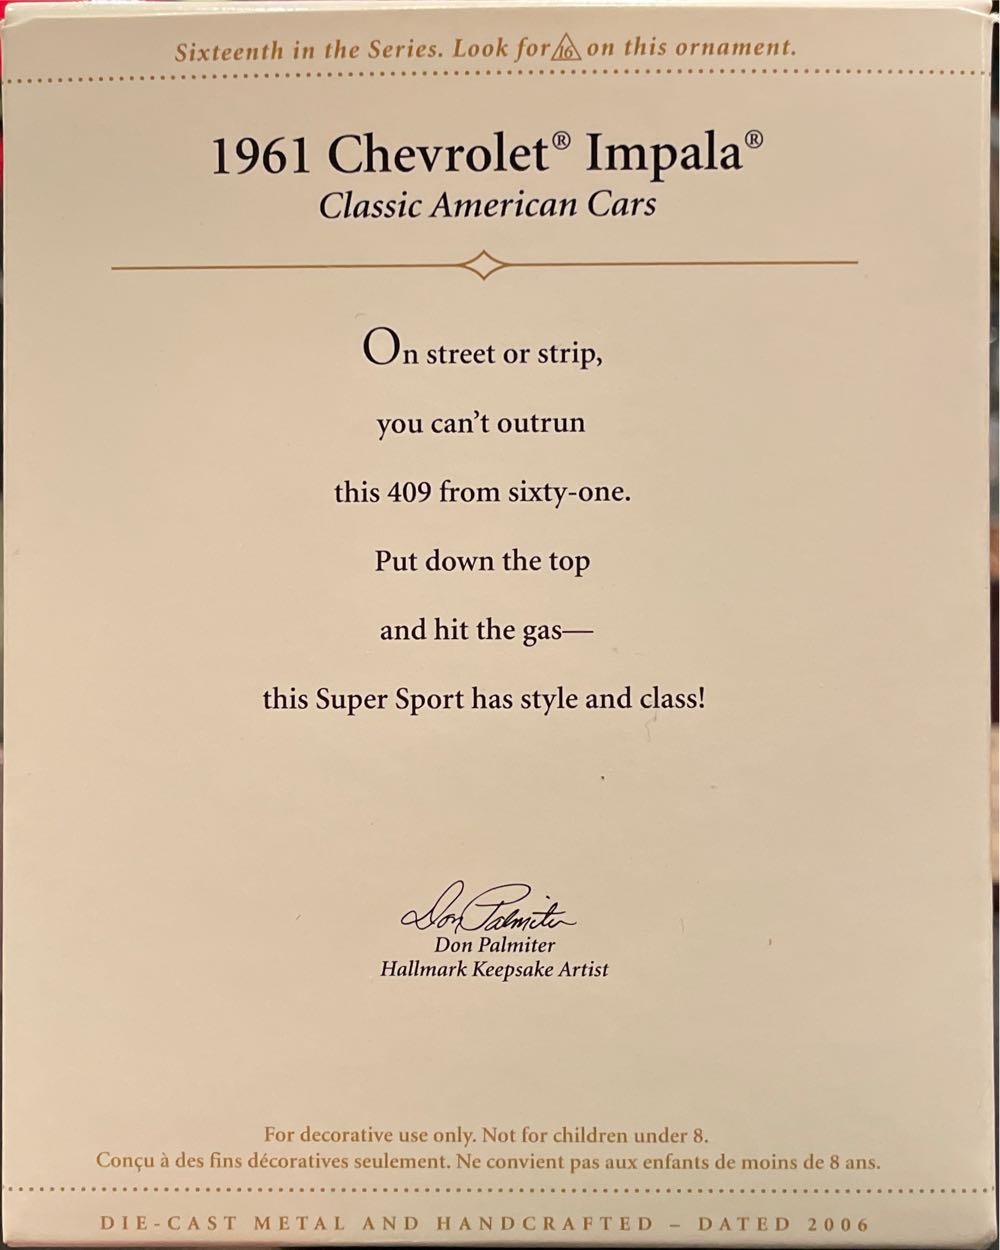 Sixteenth in the Series. Look for 16 on this ornament.
1961 Chevrolet® Impala®
Classic American Cars
On street or strip,
you can't outrun
this 409 from sixty-one.
Put down the top
and hit the gas—
this Super Sport has style and class!
Don Palmiter
Don Palmiter
Hallmark Keepsake Artist
For decorative use only. Not for children under 8.
Conçu à des fins décoratives seulement. Ne convient pas aux enfants de moins de 8 ans.
DIE-CAST METAL AND HANDCRAFTED – DATED 2006